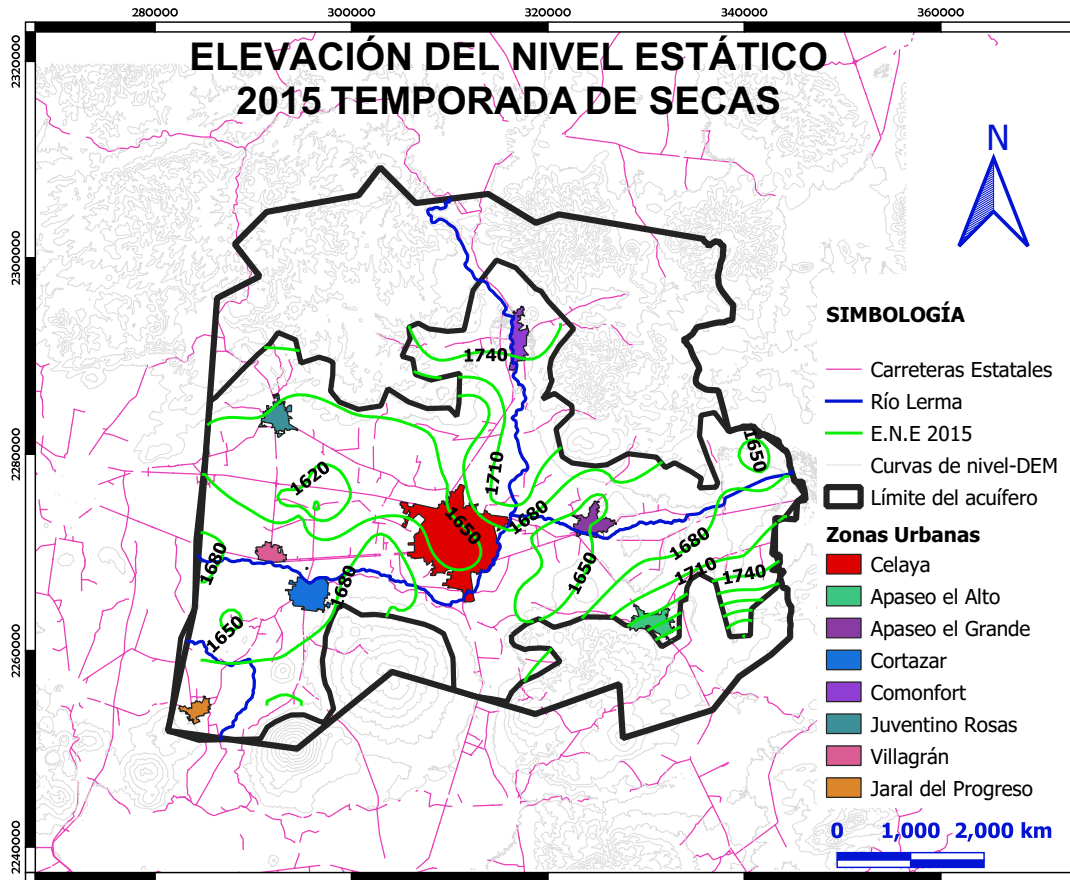 280000 300000 320000 340000 360000
ELEVACIÓN DEL NIVEL ESTÁTICO
2015 TEMPORADA DE SECAS
2320000
2300000
2280000
2260000
2240000
N
1740
1710
1650
1620
1680
1650
1680
1650
1680
1710
1740
1680
1680
1650
SIMBOLOGÍA
Carreteras Estatales
Río Lerma
E.N.E 2015
Curvas de nivel-DEM
Límite del acuífero
Zonas Urbanas
Celaya
Apaseo el Alto
Apaseo el Grande
Cortazar
Comonfort
Juventino Rosas
Villagrán
Jaral del Progreso
0 1,000 2,000 km